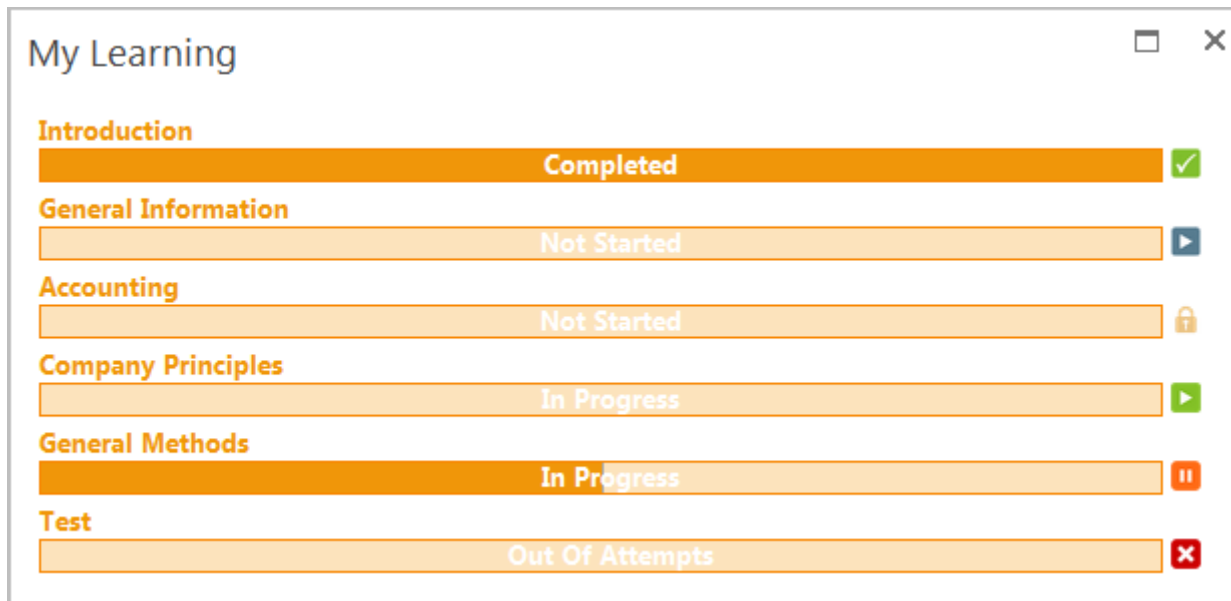 My Learning
Introduction
Completed
General Information
Not Started
Accounting
Not Started
Company Principles
In Progress
General Methods
In Progress
Test
Out Of Attempts